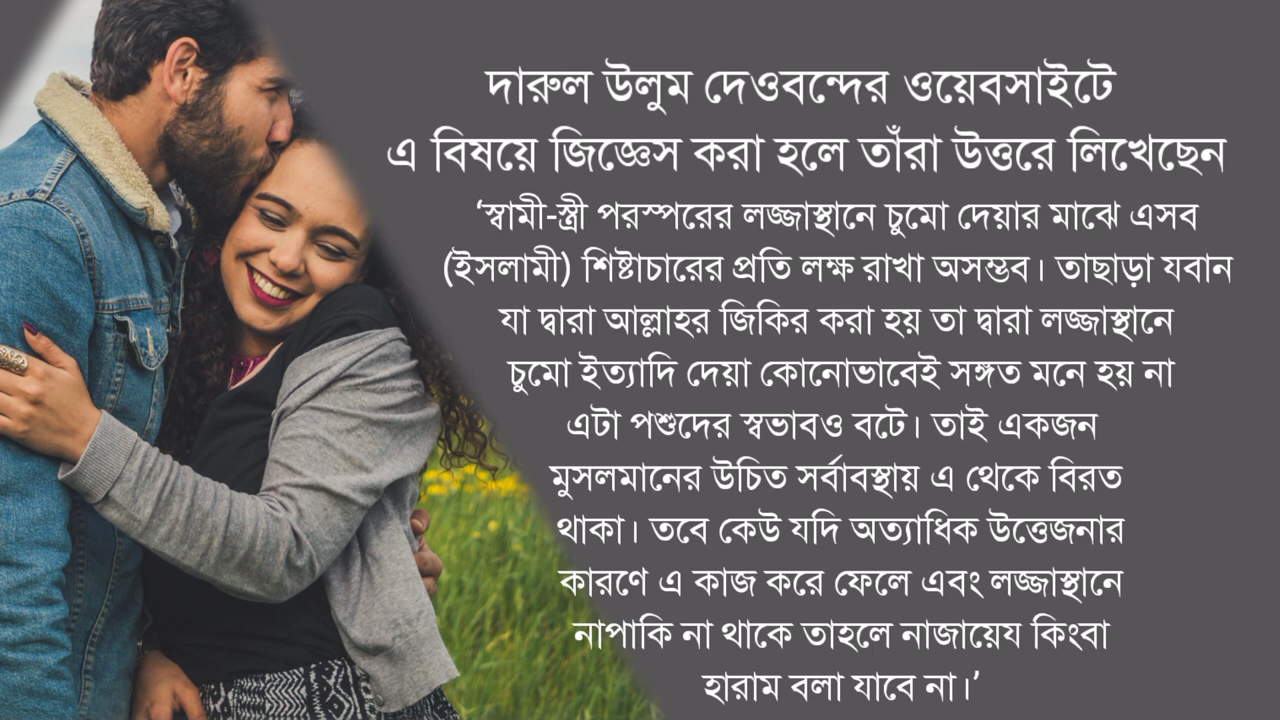 দারুল উলুম দেওবন্দের ওয়েবসাইটে
এ বিষয়ে জিজ্ঞেস করা হলে তাঁরা উত্তরে লিখেছেন
‘স্বামী-স্ত্রী পরস্পরের লজ্জাস্থানে চুমো দেয়ার মাঝে এসব
(ইসলামী) শিষ্টাচারের প্রতি লক্ষ রাখা অসম্ভব। তাছাড়া যবান
যা দ্বারা আল্লাহর জিকির করা হয় তা দ্বারা লজ্জাস্থানে
চুমো ইত্যাদি দেয়া কোনোভাবেই সঙ্গত মনে হয় না
এটা পশুদের স্বভাবও বটে। তাই একজন
মুসলমানের উচিত সর্বাবস্থায় এ থেকে বিরত
থাকা। তবে কেউ যদি অত্যাধিক উত্তেজনার
কারণে এ কাজ করে ফেলে এবং লজ্জাস্থানে
নাপাকি না থাকে তাহলে নাজায়েয কিংবা
হারাম বলা যাবে না।’